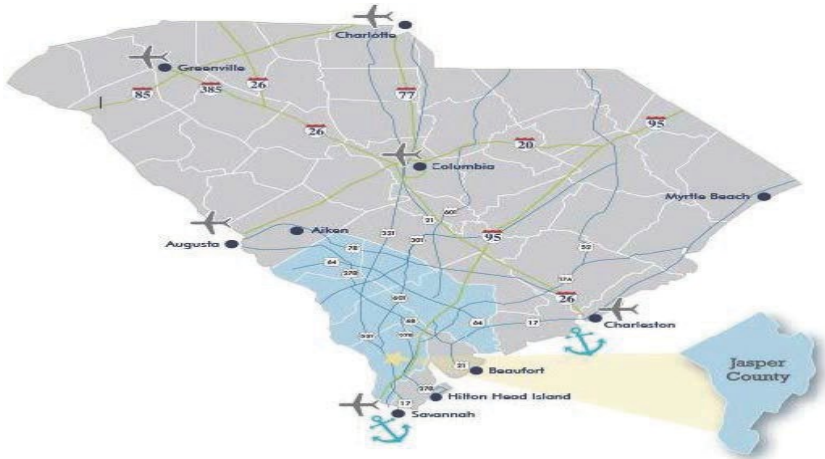 Charlotte
Greenville
85
385
26
77
26
20
95
Columbia
Myrtle Beach
Aiken
Augusta
321
21
601
301
95
52
78
64
278
17A
26
601
68
64
17
Charleston
321
21
Beaufort
278
Hilton Head Island
17
Savannah
Jasper
County